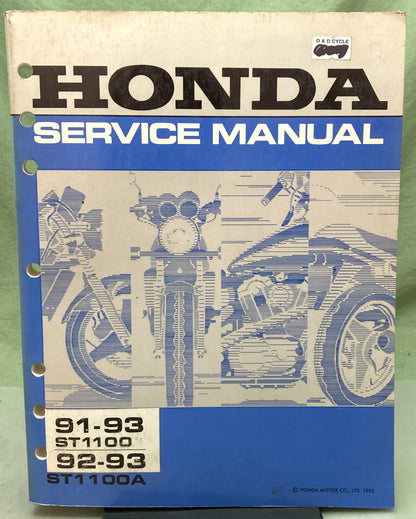 D & D CYCLE
HONDA
SERVICE MANUAL
91-93
ST1100
92-93
ST1100A
© HONDA MOTOR CO., LTD. 1992